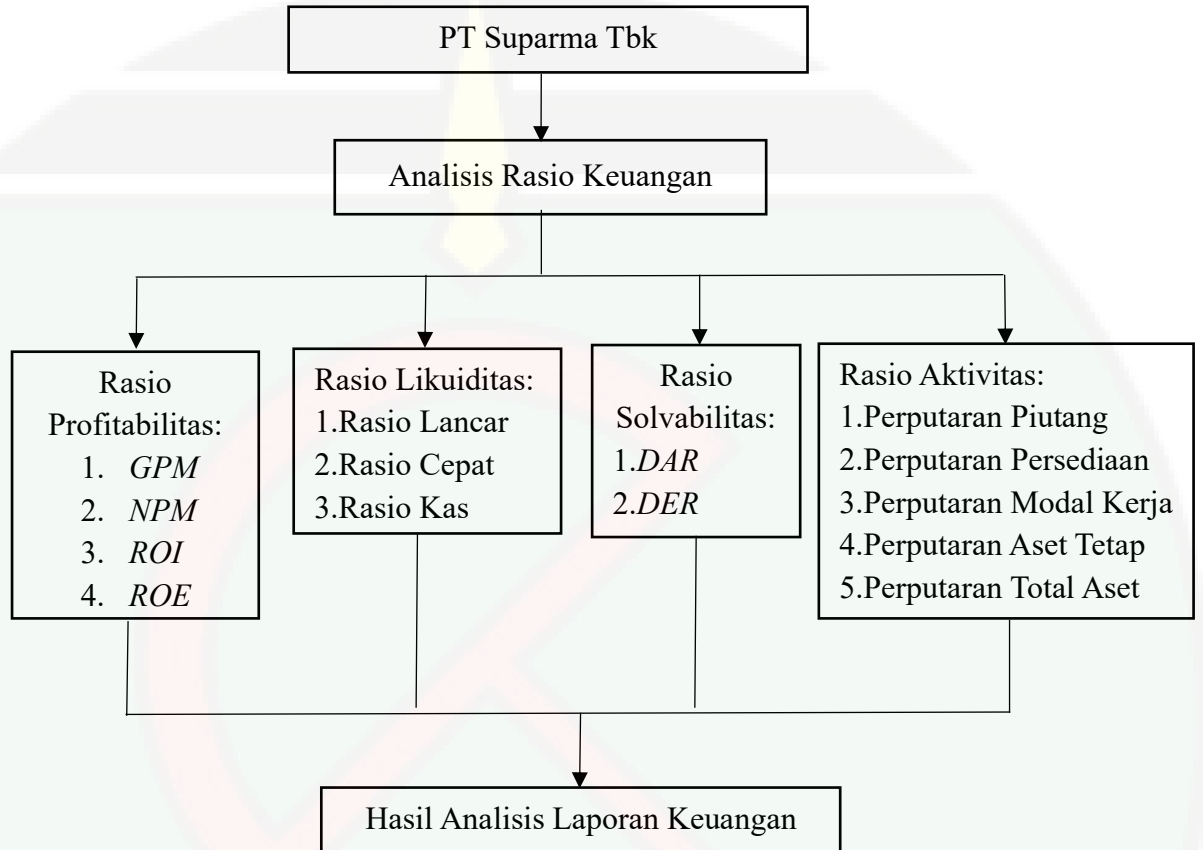 PT Suparma Tbk
Analisis Rasio Keuangan
Rasio
Profitabilitas:
1. GPM
2. NPM
3. ROI
4. ROE
Rasio Likuiditas:
1.Rasio Lancar
2.Rasio Cepat
3.Rasio Kas
Rasio
Solvabilitas:
1.DAR
2.DER
Rasio Aktivitas:
1.Perputaran Piutang
2.Perputaran Persediaan
3.Perputaran Modal Kerja
4.Perputaran Aset Tetap
5.Perputaran Total Aset
Hasil Analisis Laporan Keuangan